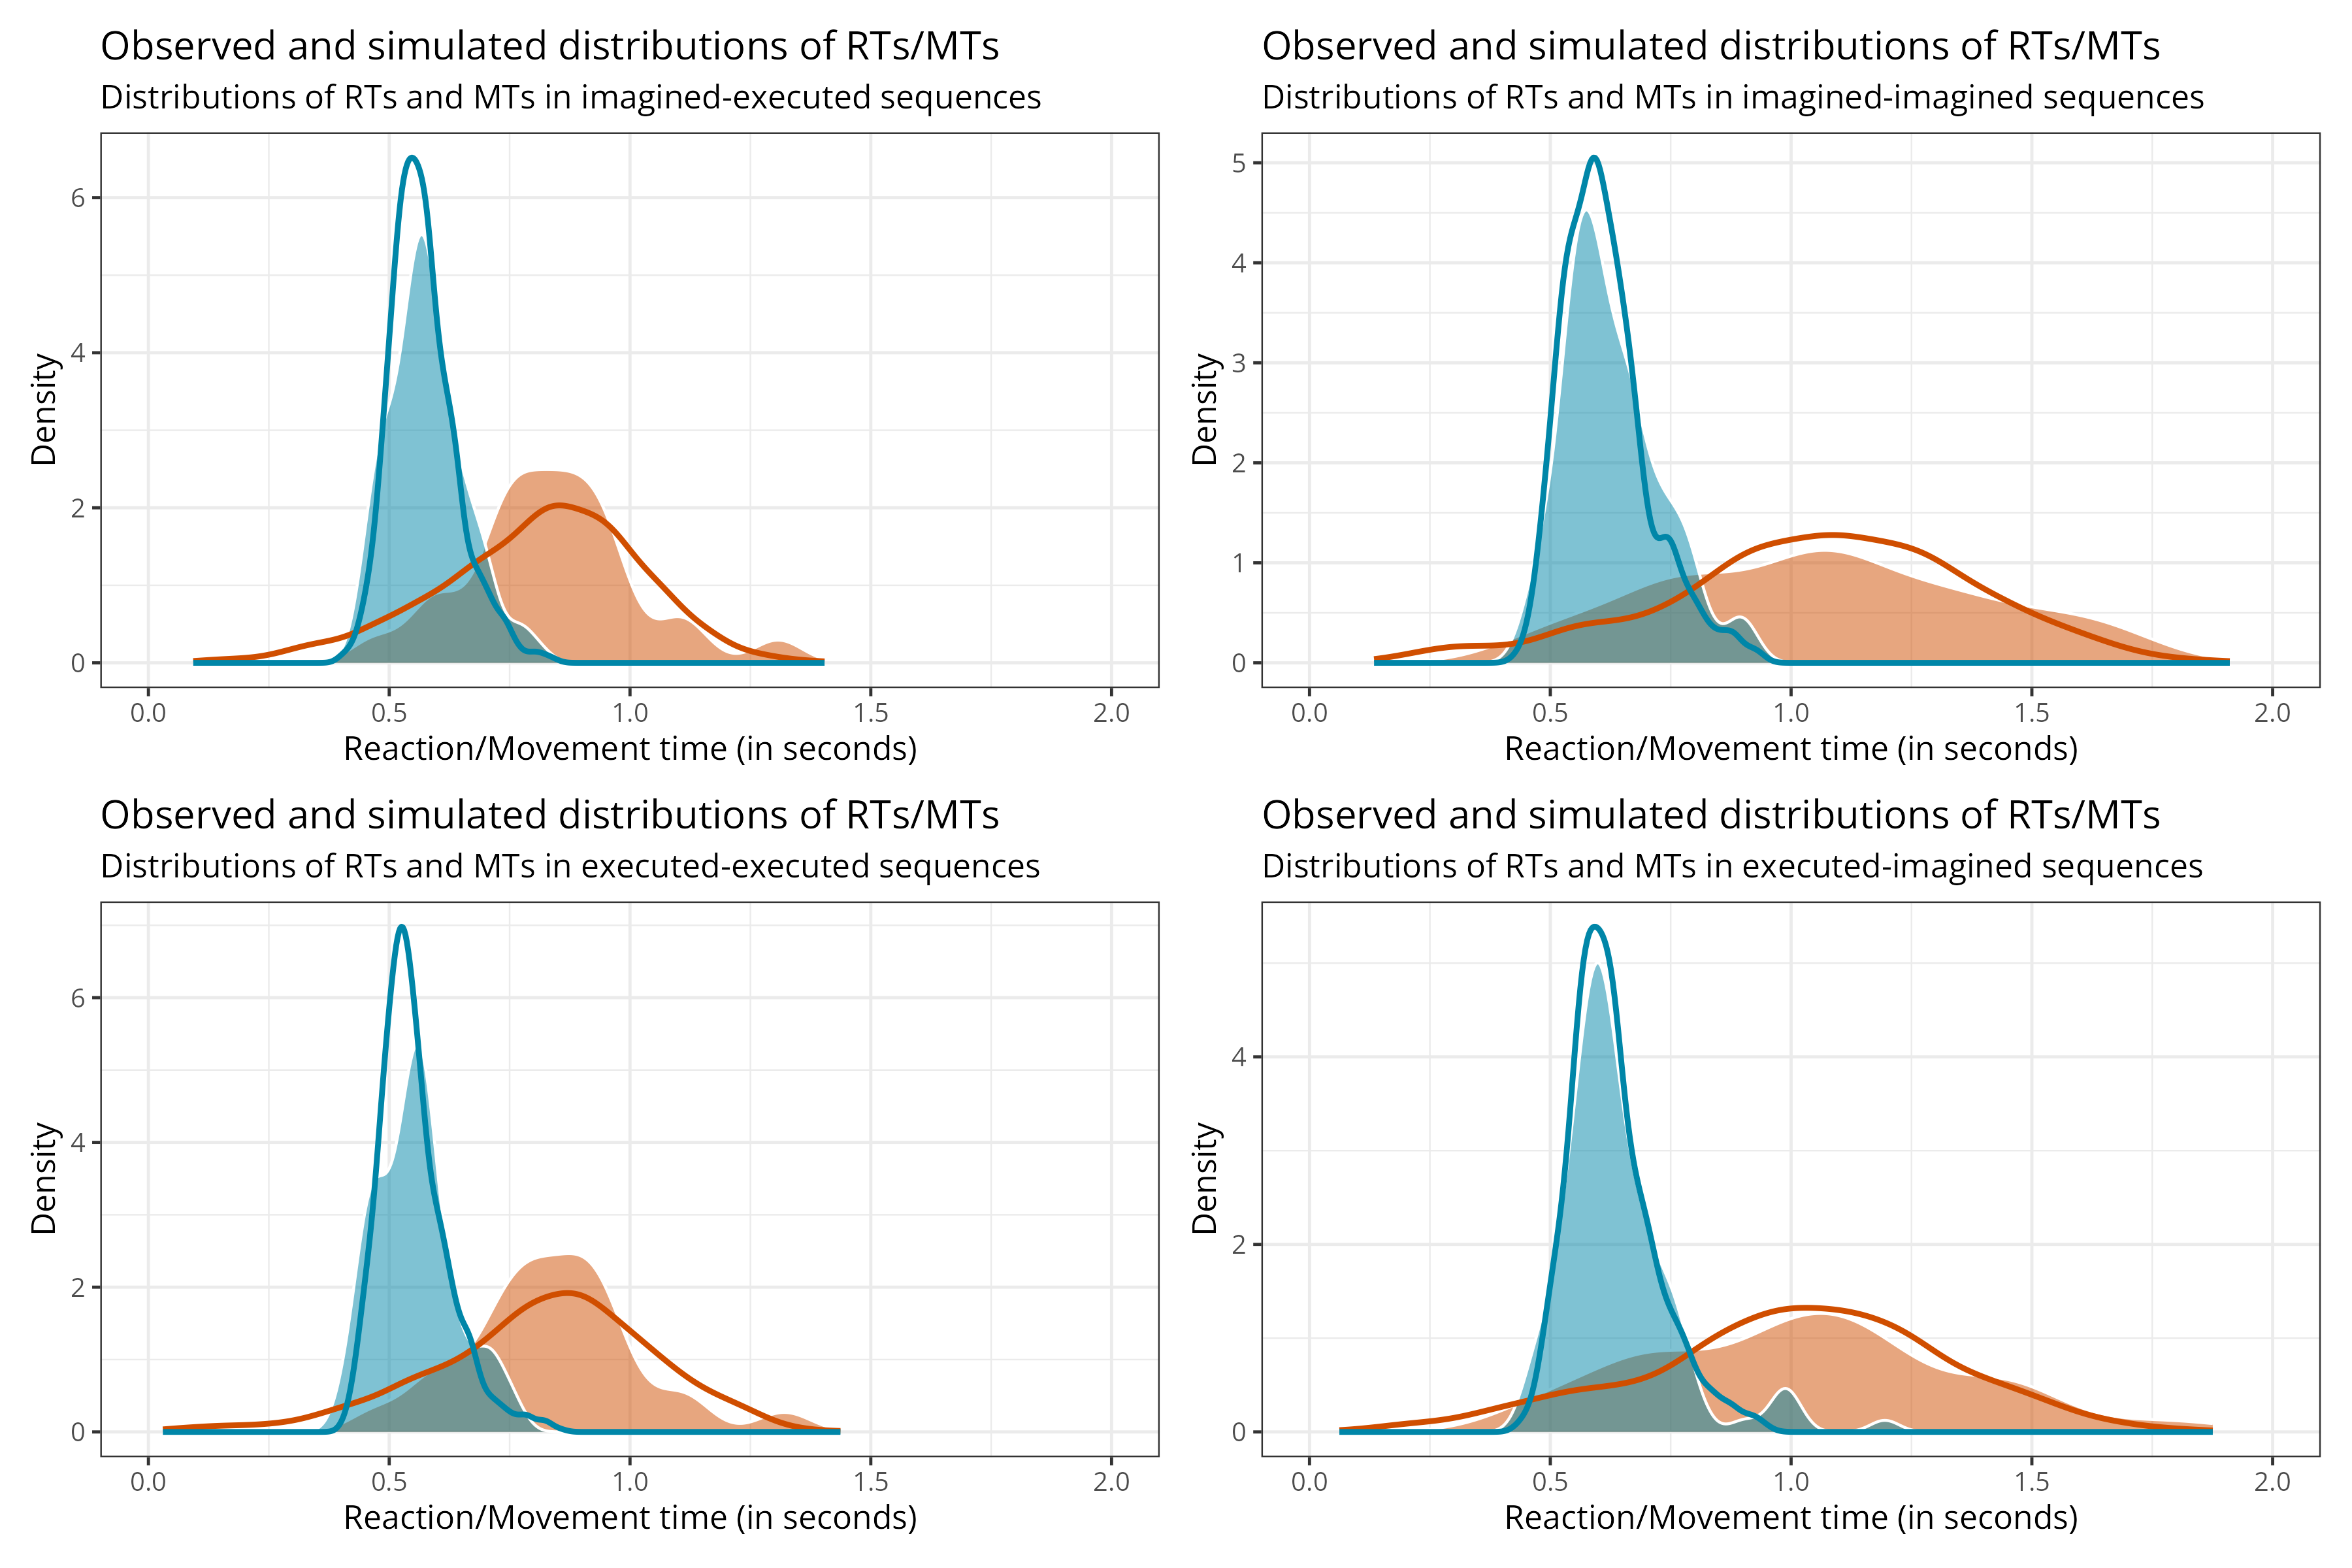 Observed and simulated distributions of RTs/MTs
Distributions of RTs and MTs in imagined-executed sequences
6
4
2
0
Density
0.0 0.5 1.0 1.5 2.0
Reaction/Movement time (in seconds)
Observed and simulated distributions of RTs/MTs
Distributions of RTs and MTs in imagined-imagined sequences
5
4
3
2
1
0
Density
0.0 0.5 1.0 1.5 2.0
Reaction/Movement time (in seconds)
Observed and simulated distributions of RTs/MTs
Distributions of RTs and MTs in executed-executed sequences
6
4
2
0
Density
0.0 0.5 1.0 1.5 2.0
Reaction/Movement time (in seconds)
Observed and simulated distributions of RTs/MTs
Distributions of RTs and MTs in executed-imagined sequences
4
2
0
Density
0.0 0.5 1.0 1.5 2.0
Reaction/Movement time (in seconds)